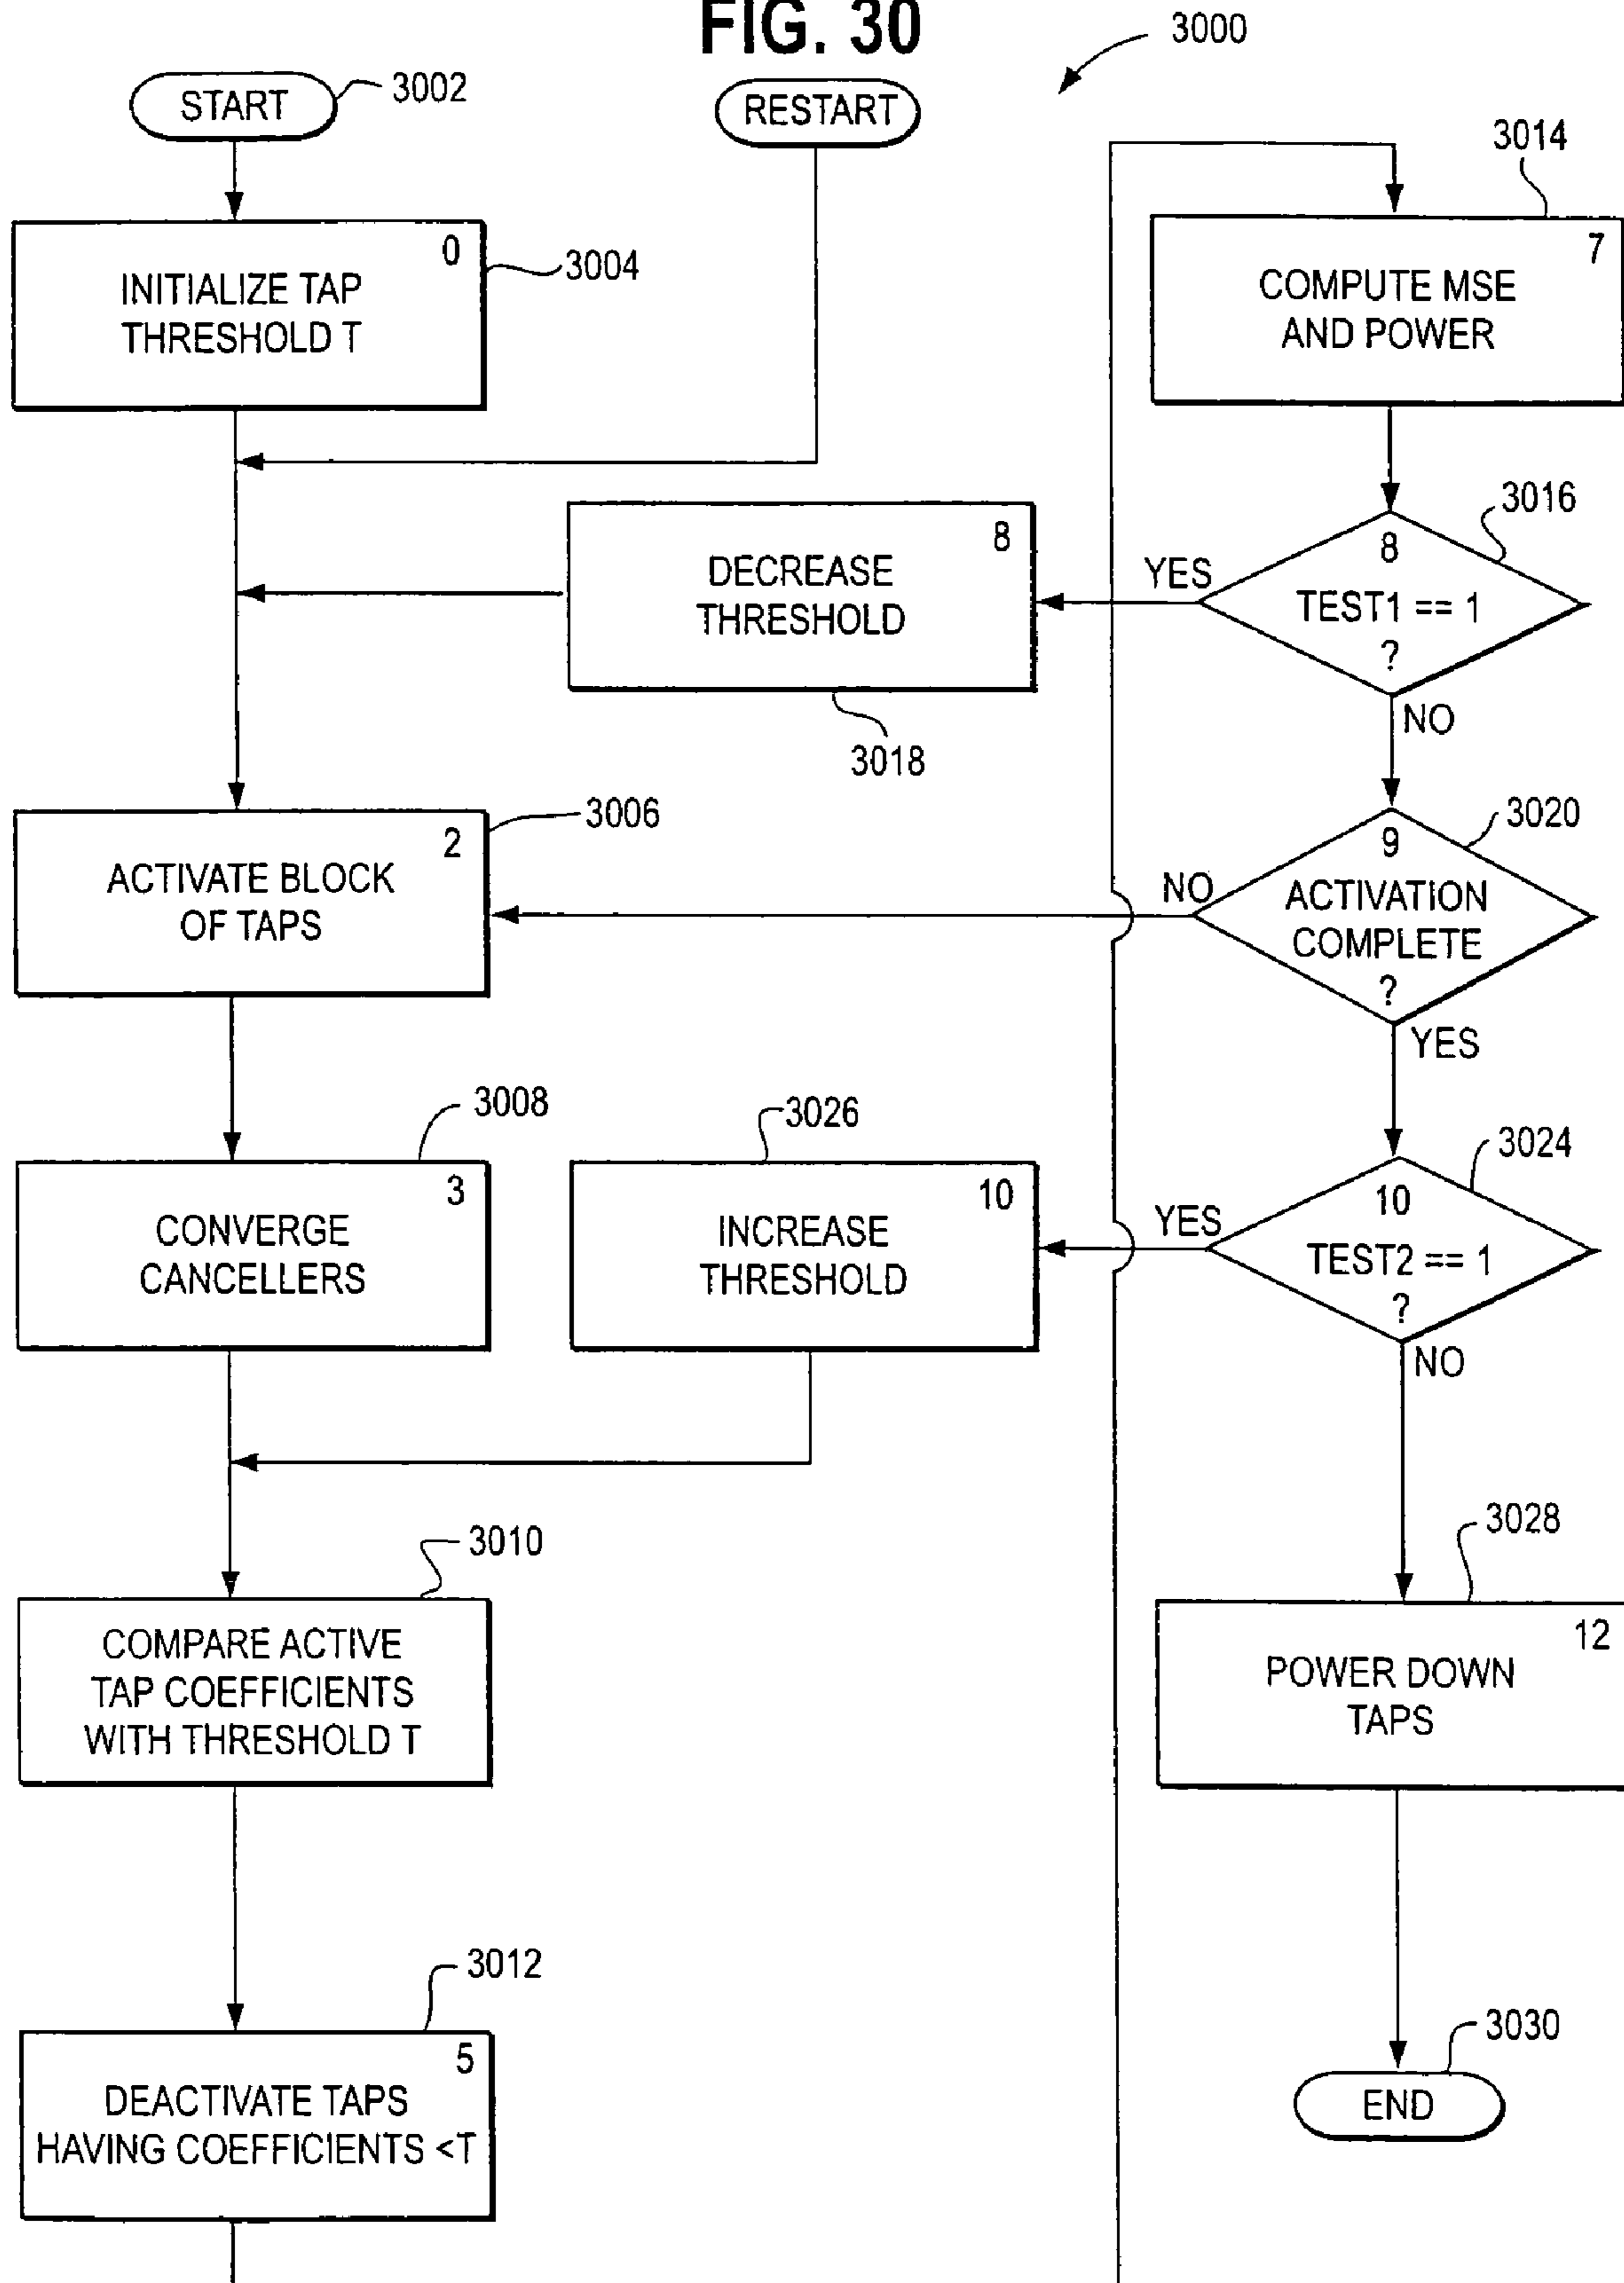 FIG. 30
3000
START
3002
RESTART
0
INITIALIZE TAP
THRESHOLD T
3004
3014
7
COMPUTE MSE
AND POWER
8
DECREASE
THRESHOLD
3018
YES
3016
8
TEST1 == 1
?
NO
2
ACTIVATE BLOCK
OF TAPS
3006
NO
3020
9
ACTIVATION
COMPLETE
?
YES
3008
3
CONVERGE
CANCELLERS
3026
10
INCREASE
THRESHOLD
YES
3024
10
TEST2 == 1
?
NO
3010
COMPARE ACTIVE
TAP COEFFICIENTS
WITH THRESHOLD T
3028
12
POWER DOWN
TAPS
3012
5
DEACTIVATE TAPS
HAVING COEFFICIENTS <T
3030
END